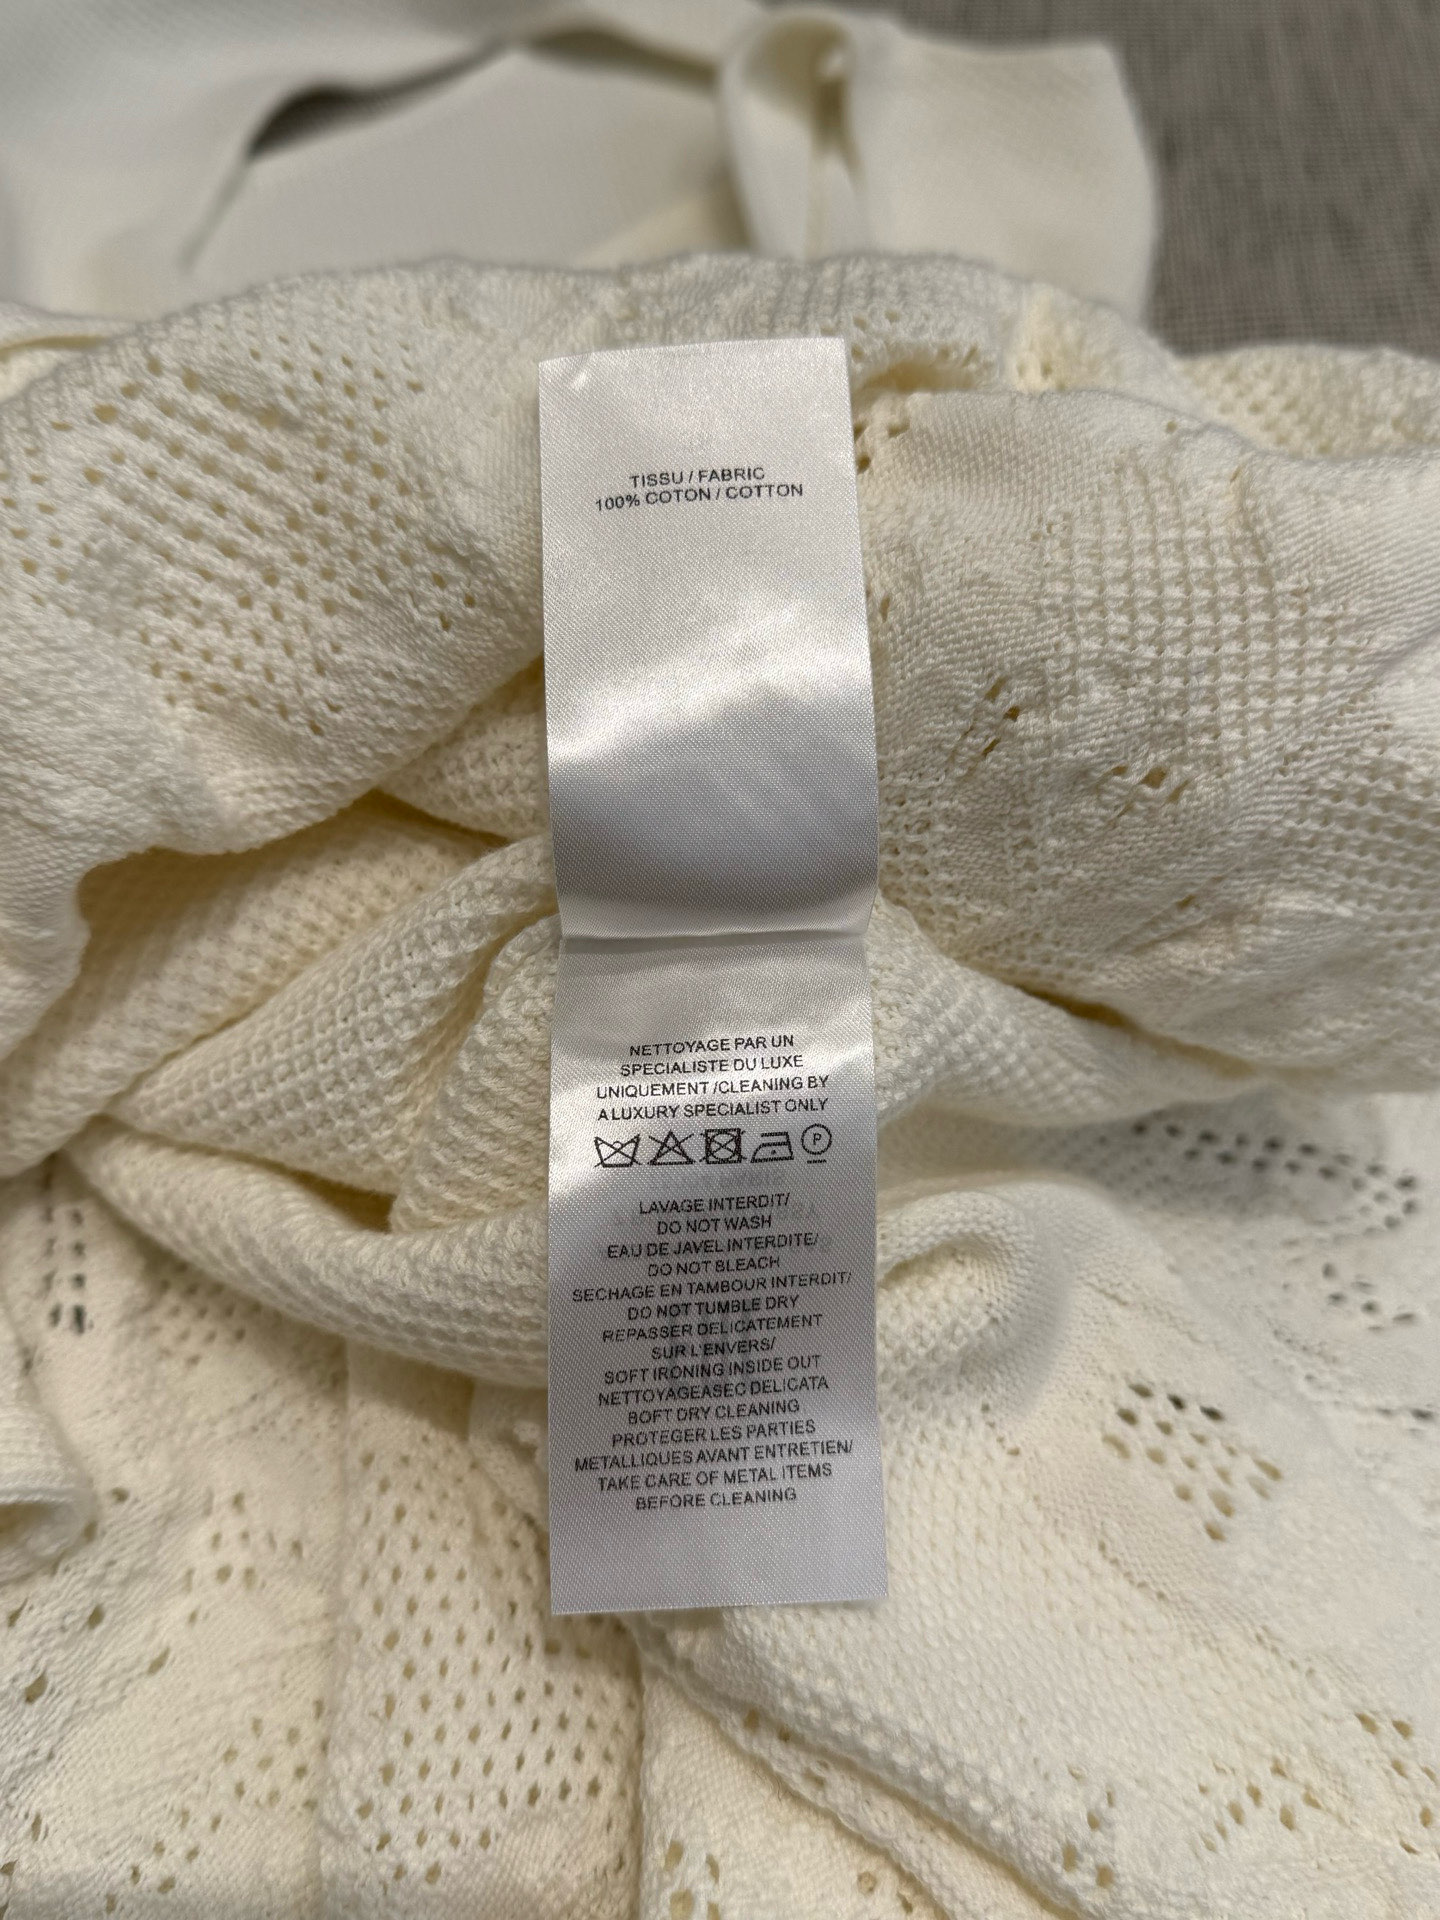 TISSU / FABRIC
100% COTON / COTTON
NETTOYAGE PAR UN
SPECIALISTE DU LUXE
UNIQUEMENT /CLEANING BY
A LUXURY SPECIALIST ONLY
P
LAVAGE INTERDIT/
DO NOT WASH
EAU DE JAVEL INTERDITE/
DO NOT BLEACH
SECHAGE EN TAMBOUR INTERDIT/
DO NOT TUMBLE DRY
REPASSER DELICATEMENT
SUR L'ENVERS/
SOFT IRONING INSIDE OUT
NETTOYAGEASEC DELICATA
BOFT DRY CLEANING
PROTEGER LES PARTIES
METALLIQUES AVANT ENTRETIEN/
TAKE CARE OF METAL ITEMS
BEFORE CLEANING